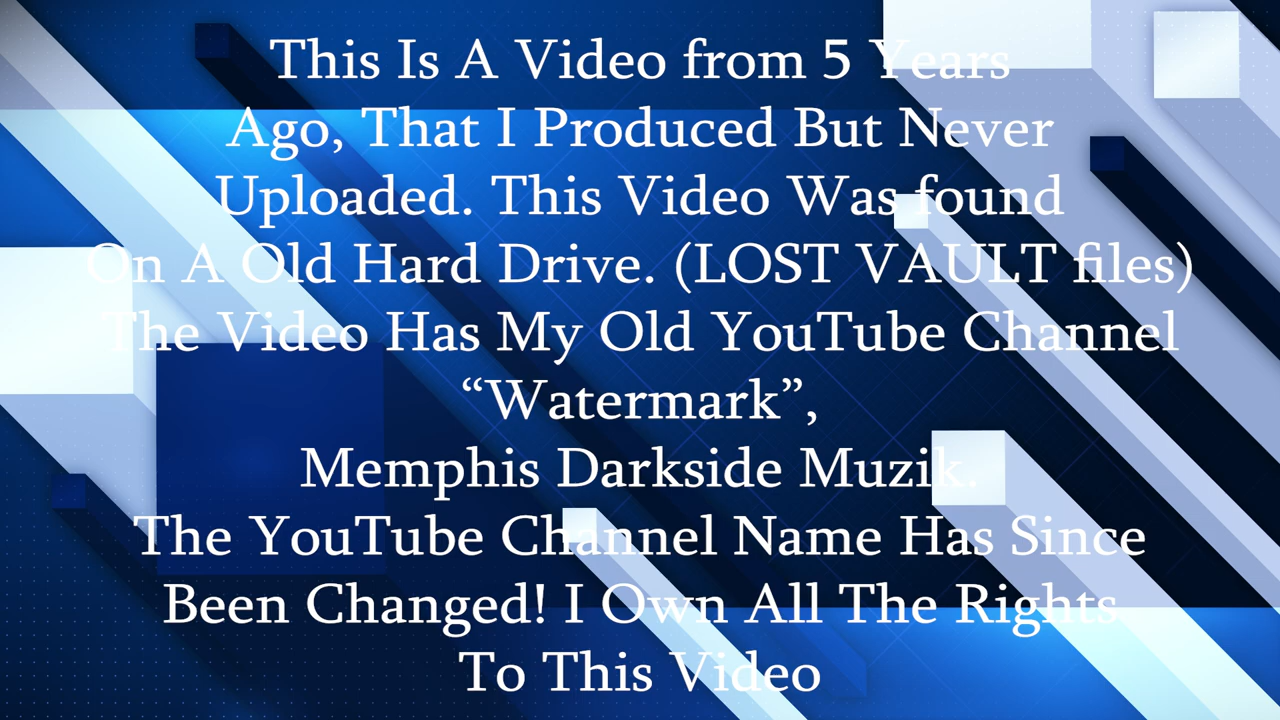 This Is A Video from 5 Years
Ago, That I Produced But Never
Uploaded. This Video Was found
On A Old Hard Drive. (LOST VAULT files)
The Video Has My Old YouTube Channel
“Watermark”,
Memphis Darkside Muzik.
The YouTube Channel Name Has Since
Been Changed! I Own All The Rights
To This Video